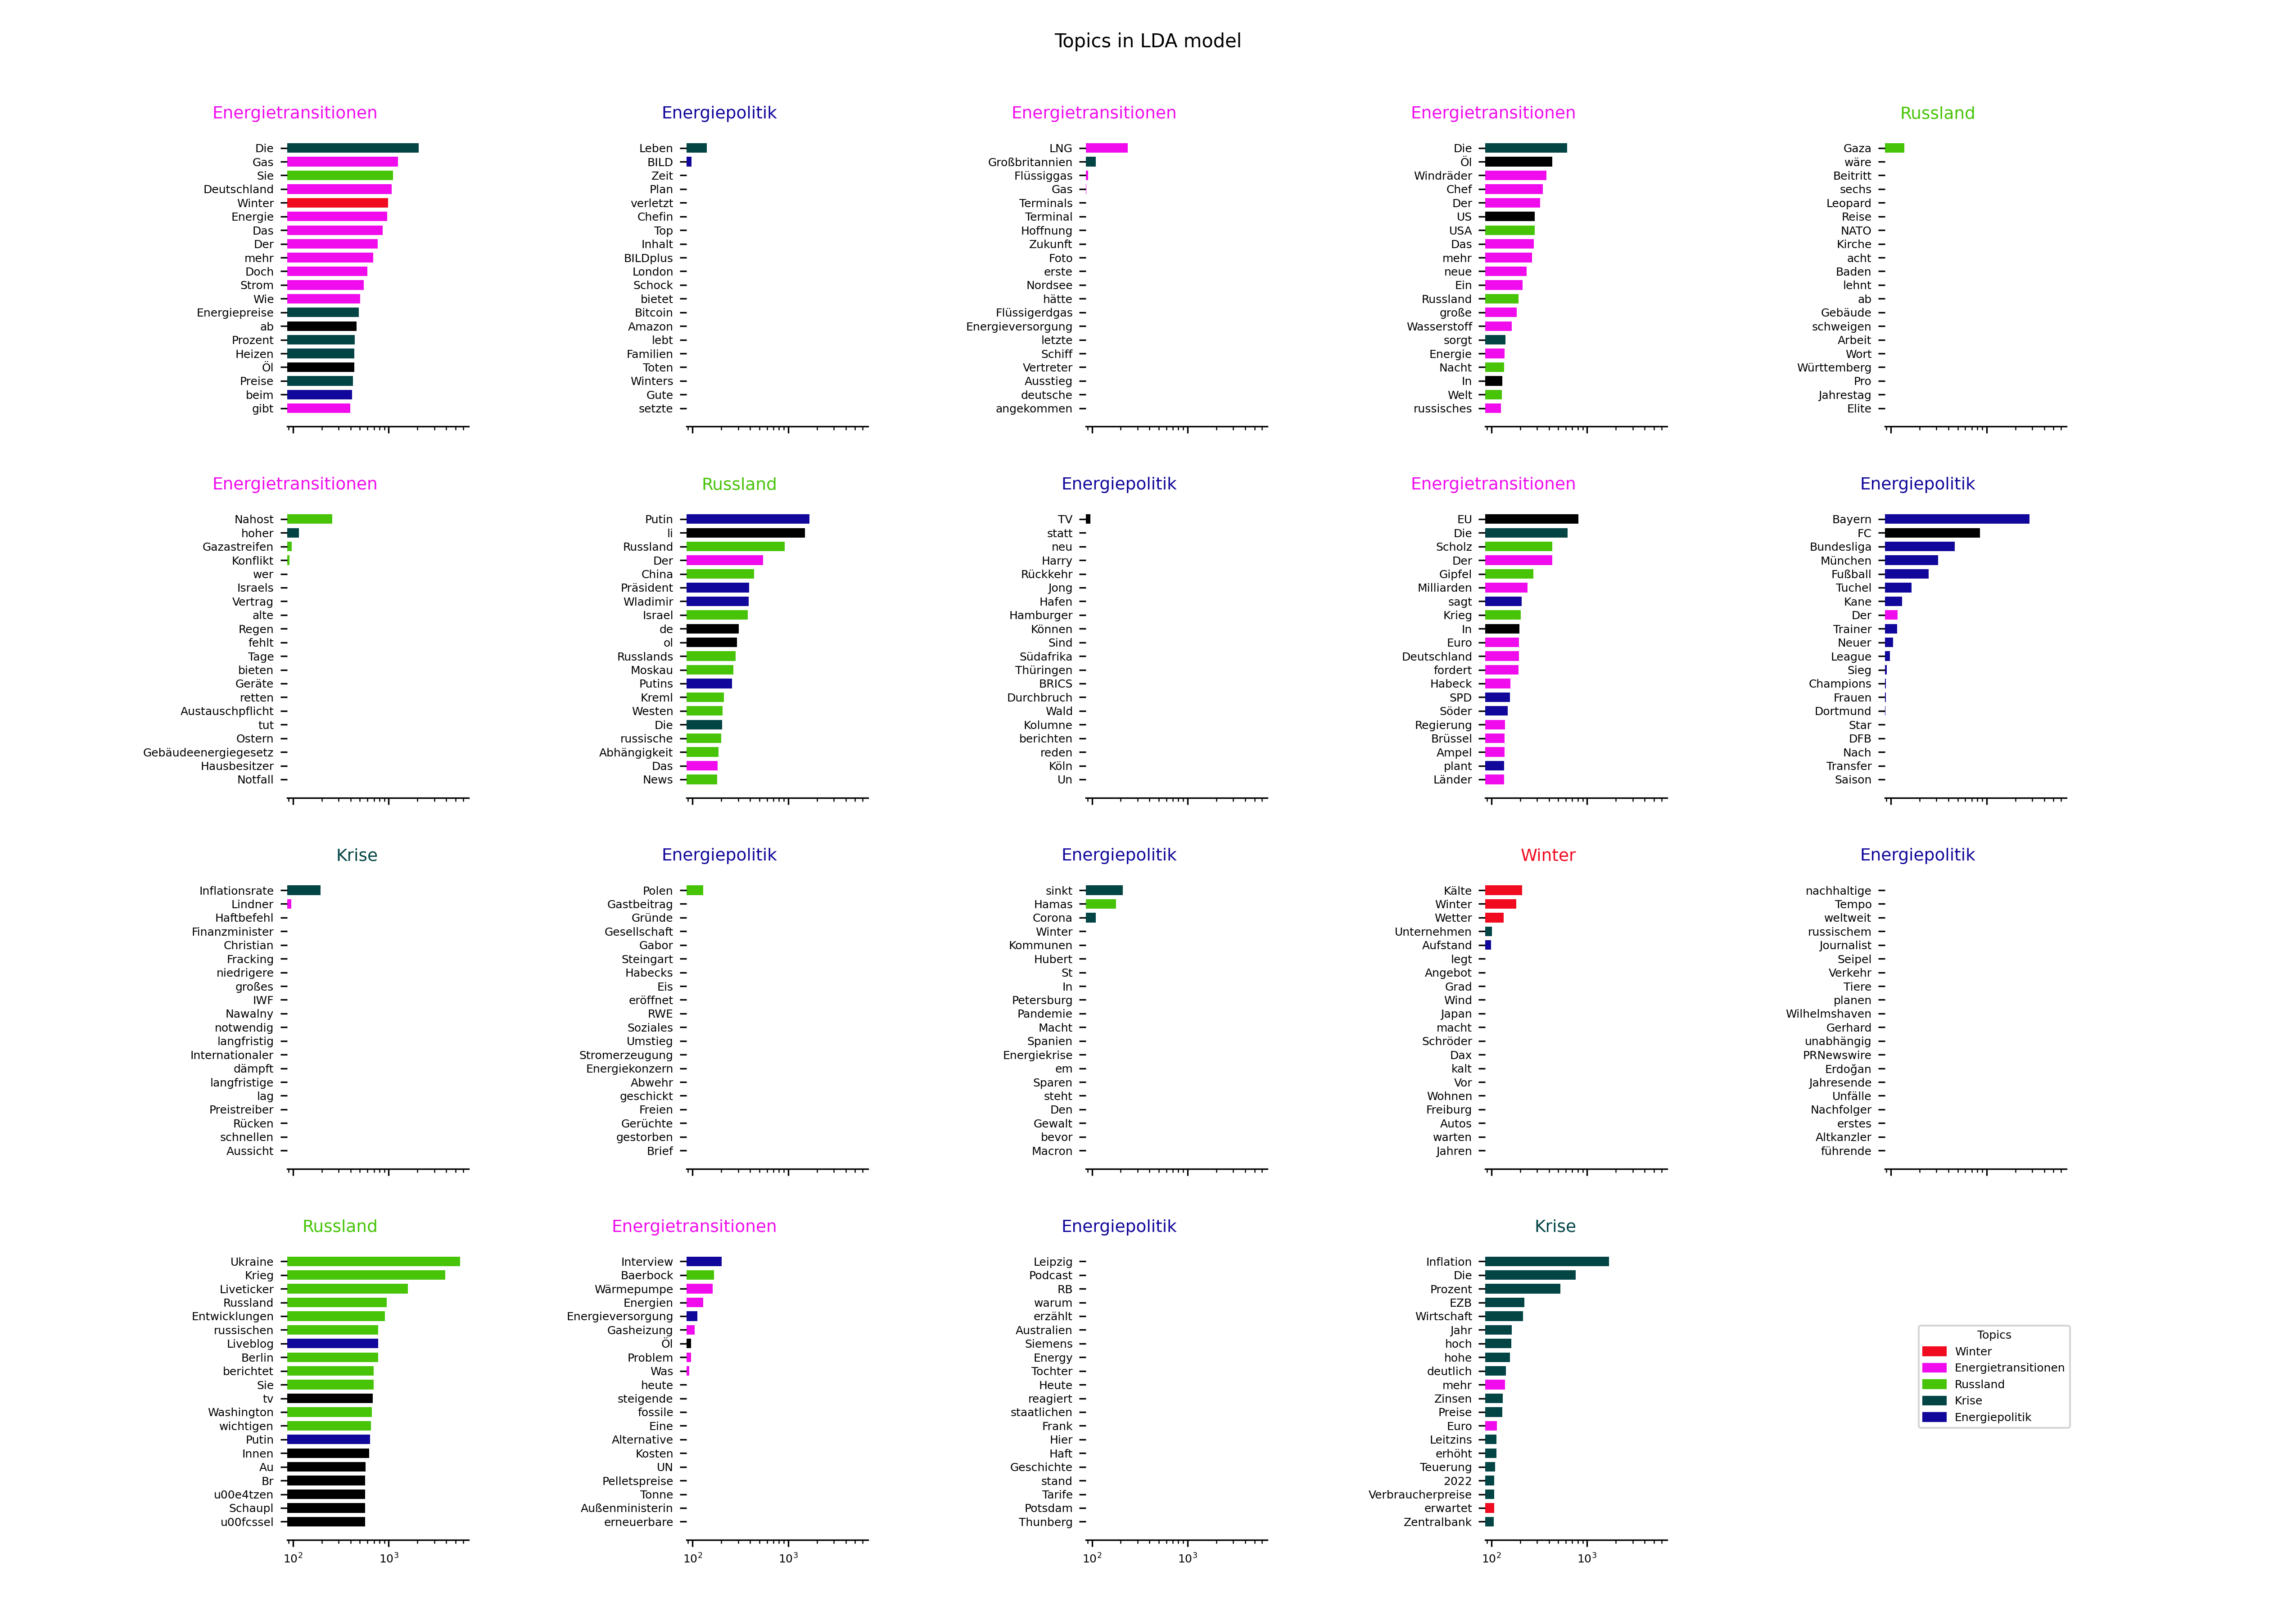 Topics in LDA model
Energietransitionen
Die
Gas
Sie
Deutschland
Winter
Energie
Das
Der
mehr
Doch
Strom
Wie
Energiepreise
ab
Prozent
Heizen
Öl
Preise
beim
gibt
Energiepolitik
Leben
BILD
Zeit
Plan
verletzt
Chefin
Top
Inhalt
BILDplus
London
Schock
bietet
Bitcoin
Amazon
lebt
Familien
Toten
Winters
Gute
setzte
Energietransitionen
LNG
Großbritannien
Flüssiggas
Gas
Terminals
Terminal
Hoffnung
Zukunft
Foto
erste
Nordsee
hätte
Flüssigerdgas
Energieversorgung
letzte
Schiff
Vertreter
Ausstieg
deutsche
angekommen
Energietransitionen
Die
Öl
Windräder
Chef
Der
US
USA
Das
mehr
neue
Ein
Russland
große
Wasserstoff
sorgt
Energie
Nacht
In
Welt
russisches
Russland
Gaza
wäre
Beitritt
sechs
Leopard
Reise
NATO
Kirche
acht
Baden
lehnt
ab
Gebäude
schweigen
Arbeit
Wort
Württemberg
Pro
Jahrestag
Elite
Energietransitionen
Nahost
hoher
Gazastreifen
Konflikt
wer
Israels
Vertrag
alte
Regen
fehlt
Tage
bieten
Geräte
retten
Austauschpflicht
tut
Ostern
Gebäudeenergiegesetz
Hausbesitzer
Notfall
Russland
Putin
li
Russland
Der
China
Präsident
Wladimir
Israel
de
ol
Russlands
Moskau
Putins
Kreml
Westen
Die
russische
Abhängigkeit
Das
News
Energiepolitik
TV
statt
neu
Harry
Rückkehr
Jong
Hafen
Hamburger
Können
Sind
Südafrika
Thüringen
BRICS
Durchbruch
Wald
Kolumne
berichten
reden
Köln
Un
Energietransitionen
EU
Die
Scholz
Der
Gipfel
Milliarden
sagt
Krieg
In
Euro
Deutschland
fordert
Habeck
SPD
Söder
Regierung
Brüssel
Ampel
plant
Länder
Energiepolitik
Bayern
FC
Bundesliga
München
Fußball
Tuchel
Kane
Der
Trainer
Neuer
League
Sieg
Champions
Frauen
Dortmund
Star
DFB
Nach
Transfer
Saison
Krise
Inflationsrate
Lindner
Haftbefehl
Finanzminister
Christian
Fracking
niedrigere
großes
IWF
Nawalny
notwendig
langfristig
Internationaler
dämpft
langfristige
lag
Preistreiber
Rücken
schnellen
Aussicht
Energiepolitik
Polen
Gastbeitrag
Gründe
Gesellschaft
Gabor
Steingart
Habecks
Eis
eröffnet
RWE
Soziales
Umstieg
Stromerzeugung
Energiekonzern
Abwehr
geschickt
Freien
Gerüchte
gestorben
Brief
Energiepolitik
sinkt
Hamas
Corona
Winter
Kommunen
Hubert
St
In
Petersburg
Pandemie
Macht
Spanien
Energiekrise
em
Sparen
steht
Den
Gewalt
bevor
Macron
Winter
Kälte
Winter
Wetter
Unternehmen
Aufstand
legt
Angebot
Grad
Wind
Japan
macht
Schröder
Dax
kalt
Vor
Wohnen
Freiburg
Autos
warten
Jahren
Energiepolitik
nachhaltige
Tempo
weltweit
russischem
Journalist
Seipel
Verkehr
Tiere
planen
Wilhelmshaven
Gerhard
unabhängig
PRNewswire
Erdoğan
Jahresende
Unfälle
Nachfolger
erstes
Altkanzler
führende
Russland
Ukraine
Krieg
Liveticker
Russland
Entwicklungen
russischen
Liveblog
Berlin
berichtet
Sie
tv
Washington
wichtigen
Putin
Innen
Au
Br
u00e4tzen
Schaupl
u00fcssel
10² 10³
Energietransitionen
Interview
Baerbock
Wärmepumpe
Energien
Energieversorgung
Gasheizung
Öl
Problem
Was
heute
steigende
fossile
Eine
Alternative
Kosten
UN
Pelletspreise
Tonne
Außenministerin
erneuerbare
10² 10³
Energiepolitik
Leipzig
Podcast
RB
warum
erzählt
Australien
Siemens
Energy
Tochter
Heute
reagiert
staatlichen
Frank
Hier
Haft
Geschichte
stand
Tarife
Potsdam
Thunberg
10² 10³
Krise
Inflation
Die
Prozent
EZB
Wirtschaft
Jahr
hoch
hohe
deutlich
mehr
Zinsen
Preise
Euro
Leitzins
erhöht
Teuerung
2022
Verbraucherpreise
erwartet
Zentralbank
10² 10³
Topics
Winter
Energietransitionen
Russland
Krise
Energiepolitik